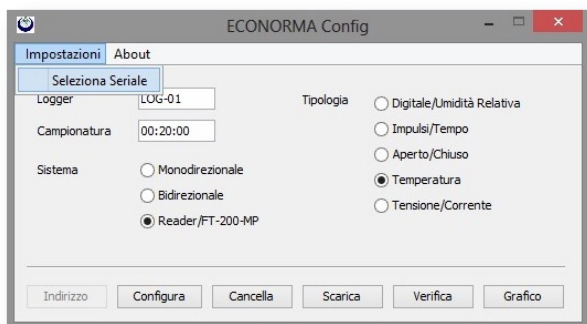 ECONORMA Config
Impostazioni About
Seleziona Seriale
Logger LOG-01 Tipologia Digitale/Umidità Relativa
Campionatura 00:20:00 Impulsi/Tempo
Aperto/Chiuso
Sistema Monodirezionale Temperatura
Bidirezionale Tensione/Corrente
Reader/FT-200-MP
Indirizzo Configura Cancella Scarica Verifica Grafico